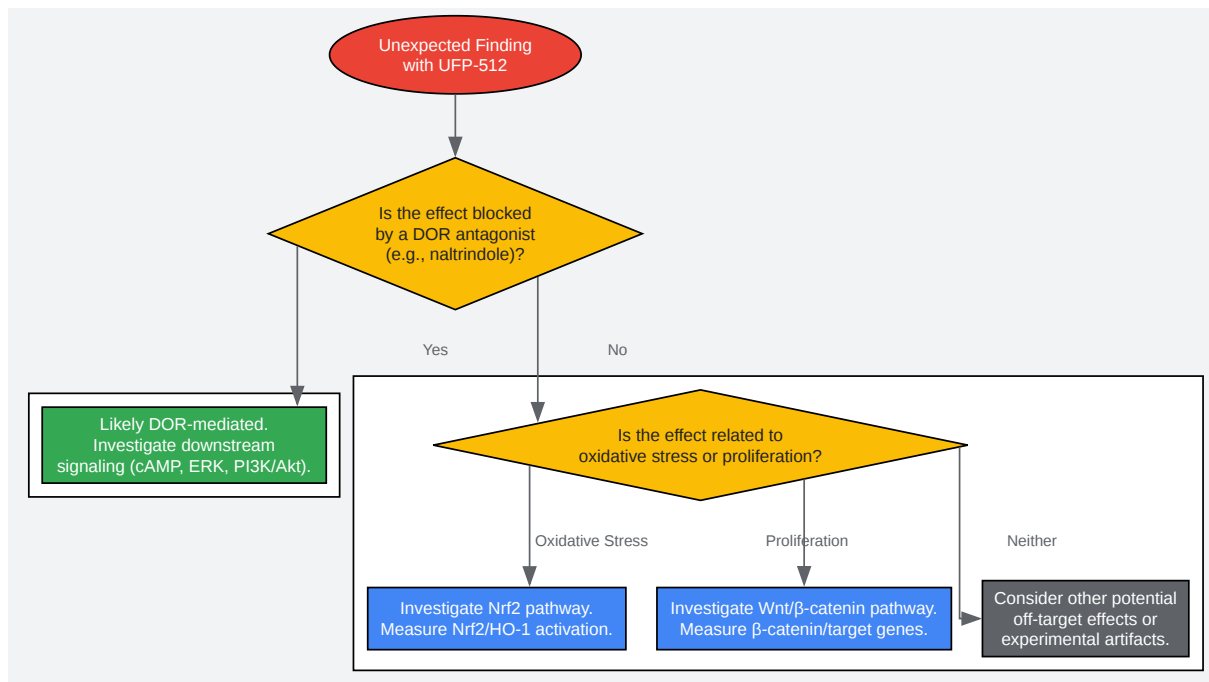 Unexpected Finding
with UFP-512
Is the effect blocked
by a DOR antagonist
(e.g., naltrindole)?
Yes
No
Likely DOR-mediated.
Investigate downstream
signaling (cAMP, ERK, PI3K/Akt).
Is the effect related to
oxidative stress or proliferation?
Oxidative Stress
Proliferation
Neither
Investigate Nrf2 pathway.
Measure Nrf2/HO-1 activation.
Investigate Wnt/β-catenin pathway.
Measure β-catenin/target genes.
Consider other potential
off-target effects or
experimental artifacts.